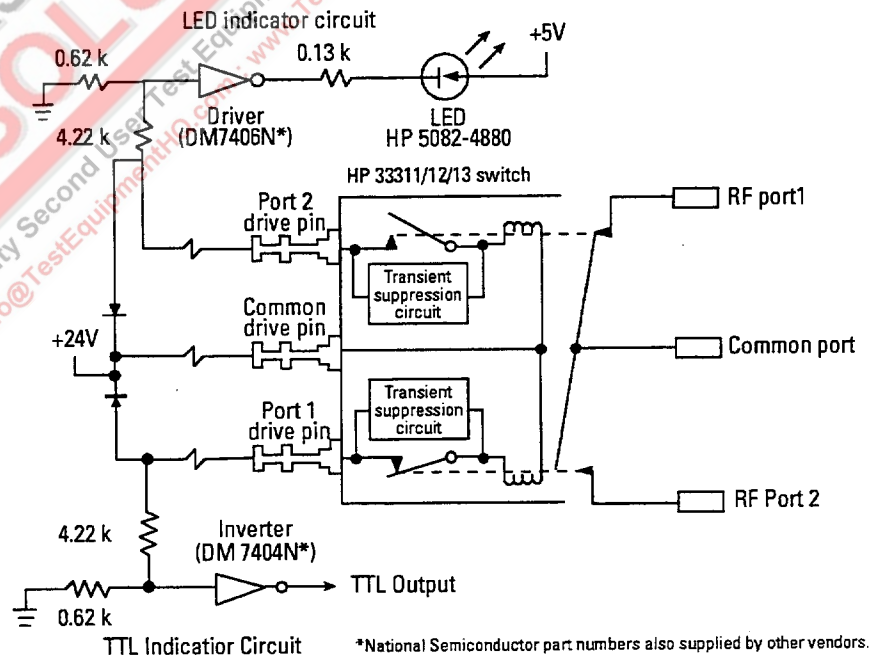 LED indicator circuit
+5V
0.62 k
0.13 k
Driver
(DM7406N*)
LED
HP 5082-4880
4.22 k
HP 33311/12/13 switch
Port 2
drive pin
RF port1
Transient
suppression
circuit
Common
drive pin
+24V
Common port
Transient
suppression
circuit
Port 1
drive pin
RF Port 2
4.22 k
Inverter
(DM 7404N*)
TTL Output
0.62 k
TTL Indicatior Circuit
*National Semiconductor part numbers also supplied by other vendors.